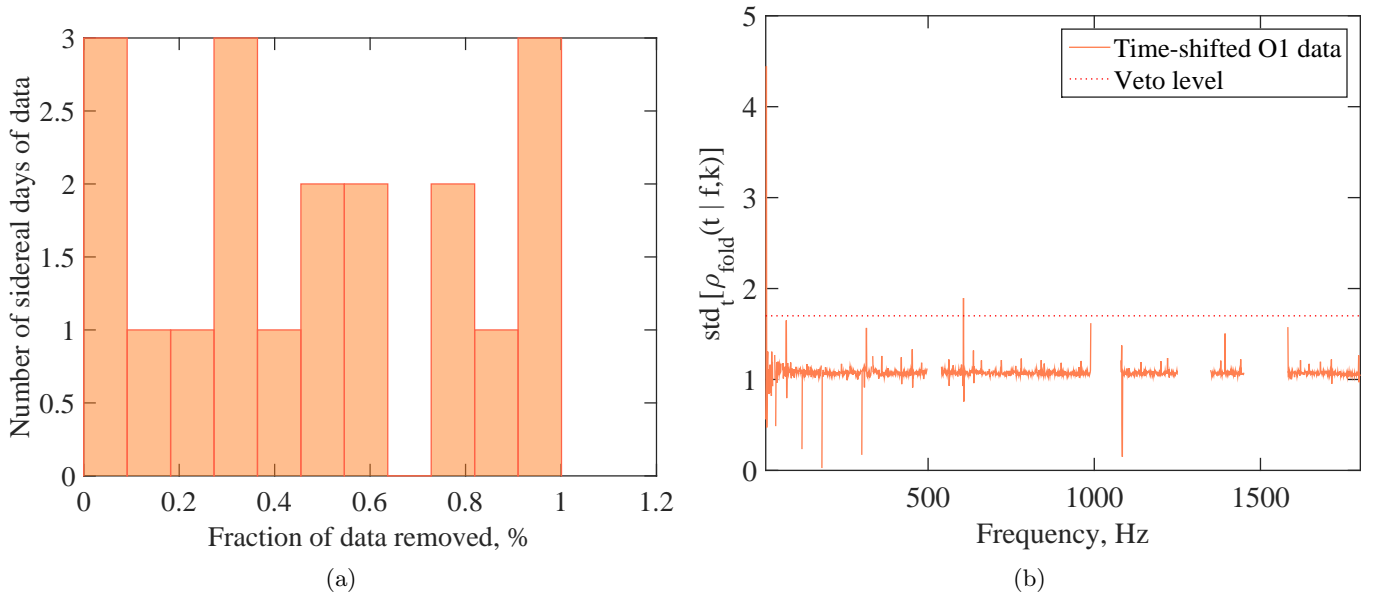 3
2.5
2
1.5
1
0.5
0
0
0.2
0.4
0.6
0.8
1
1.2
Number of sidereal days of data
Fraction of data removed, %
(a)
5
4
3
2
1
0
500
1000
1500
std_t[ρ_fold(t | f,k)]
Frequency, Hz
Time-shifted O1 data
Veto level
(b)